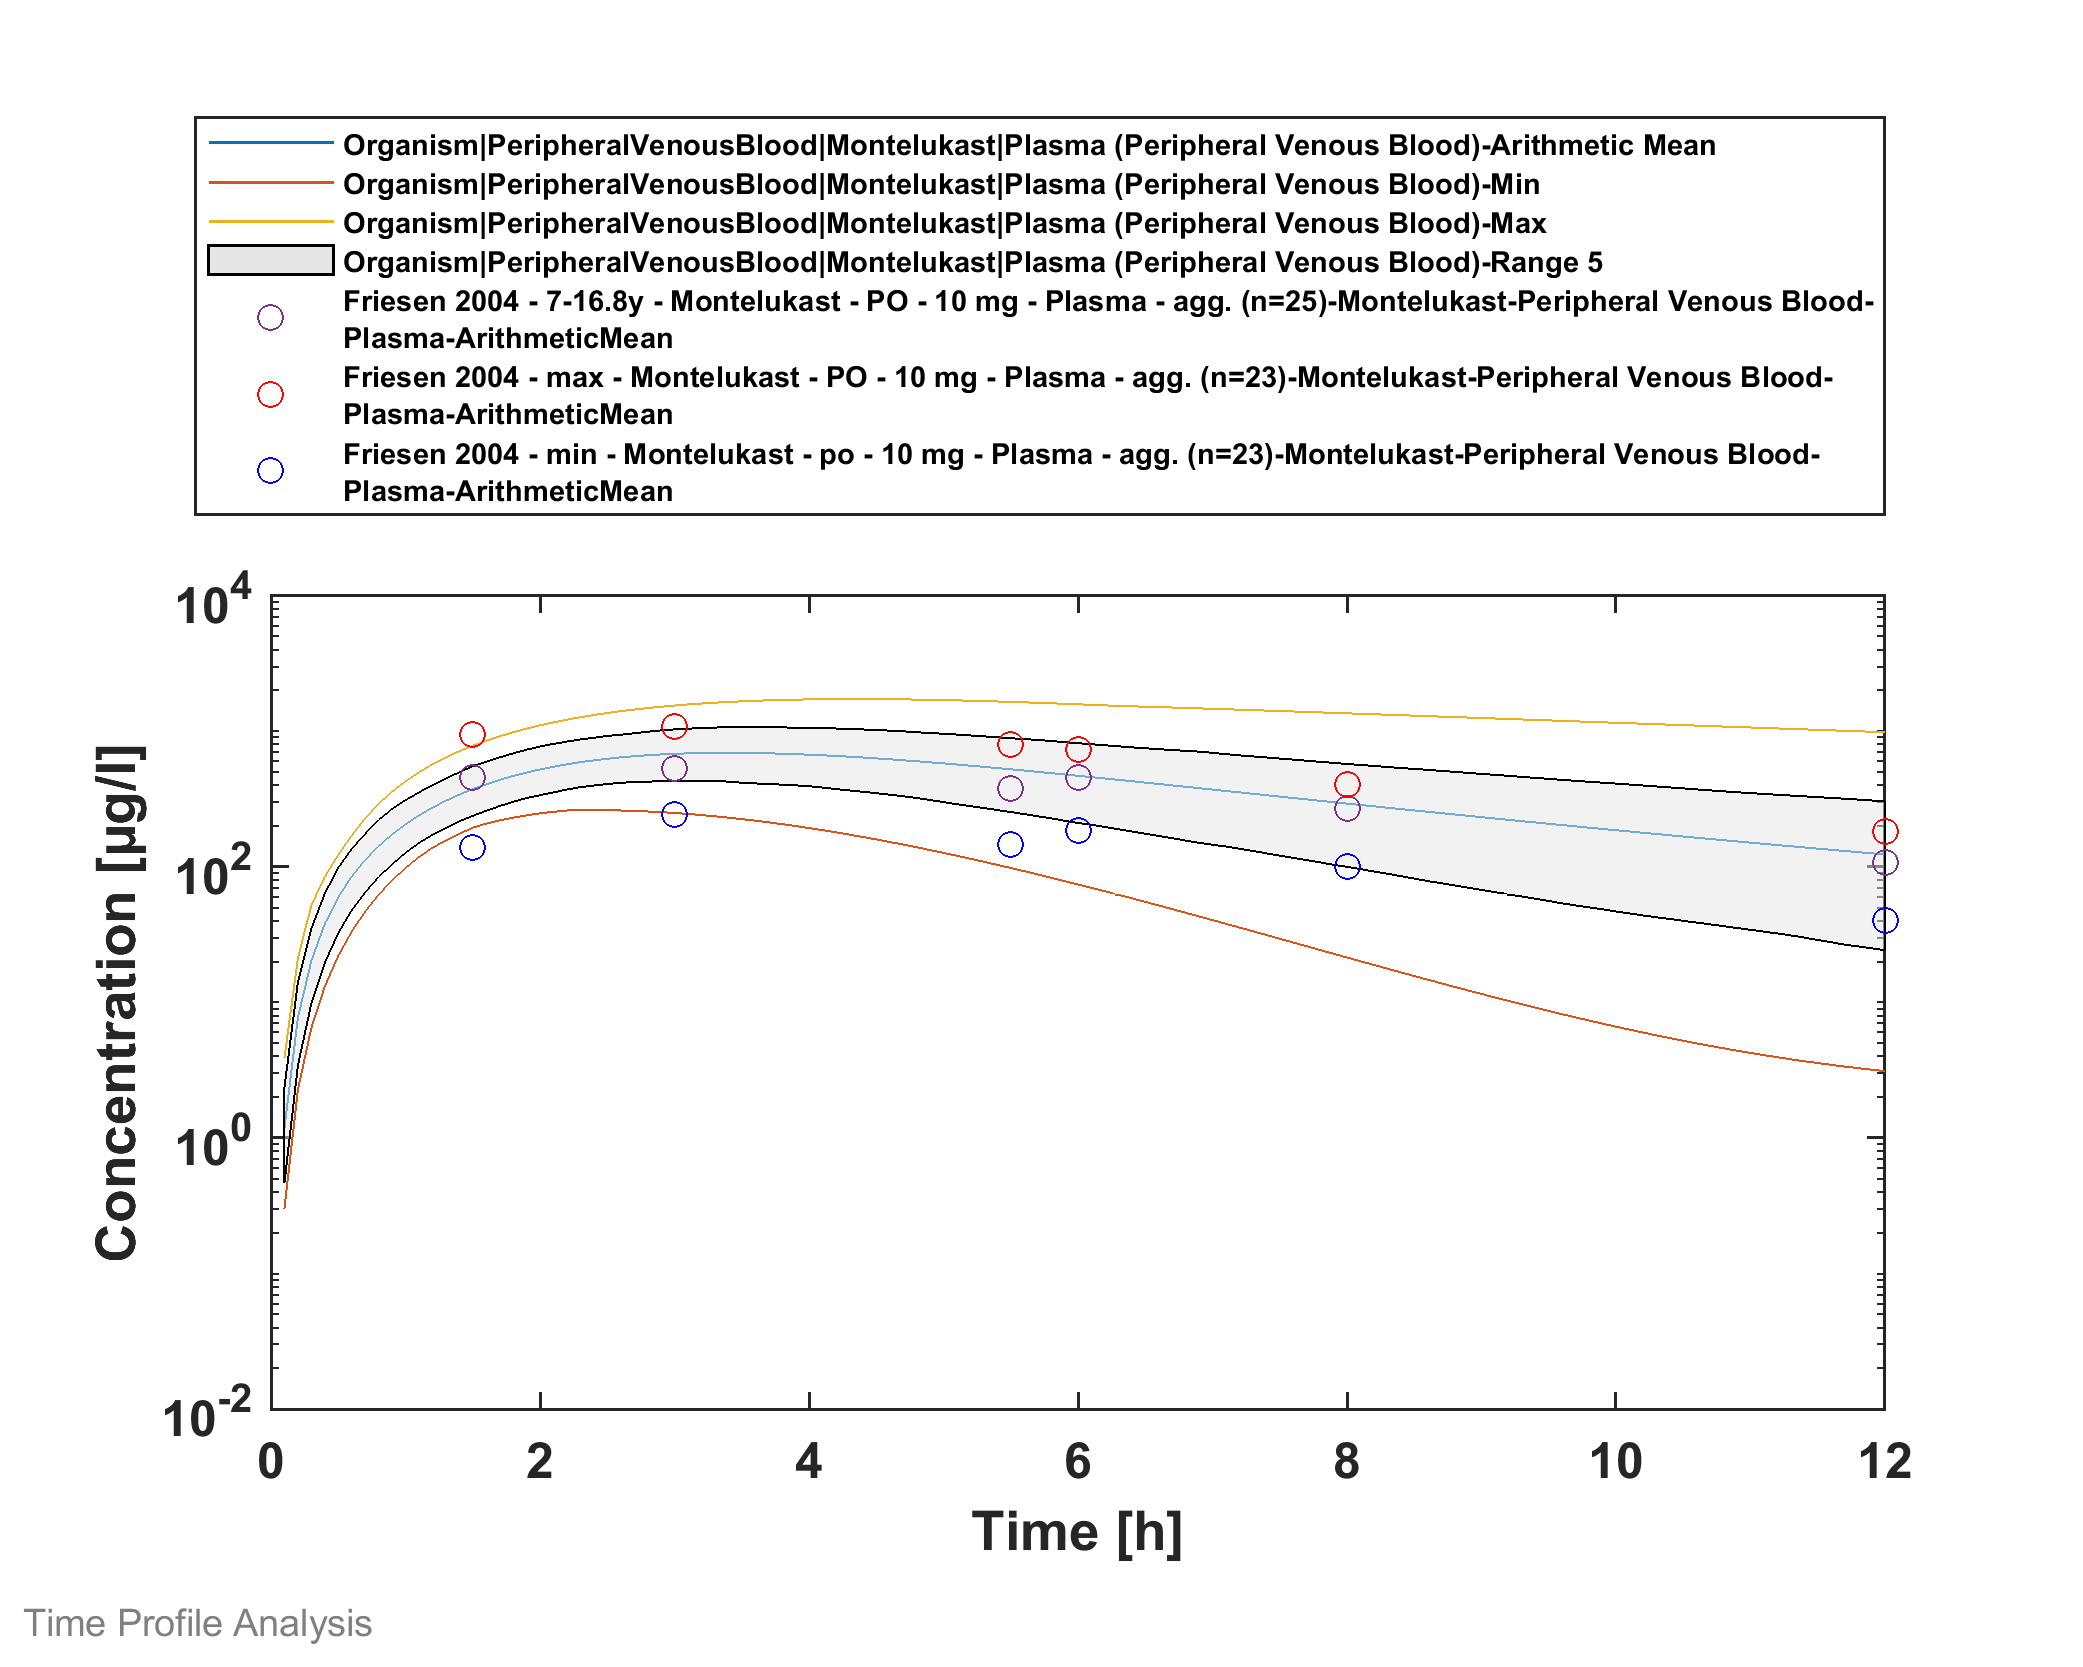 Organism|PeripheralVenousBlood|Montelukast|Plasma (Peripheral Venous Blood)-Arithmetic Mean
Organism|PeripheralVenousBlood|Montelukast|Plasma (Peripheral Venous Blood)-Min
Organism|PeripheralVenousBlood|Montelukast|Plasma (Peripheral Venous Blood)-Max
Organism|PeripheralVenousBlood|Montelukast|Plasma (Peripheral Venous Blood)-Range 5
Friesen 2004 - 7-16.8y - Montelukast - PO - 10 mg - Plasma - agg. (n=25)-Montelukast-Peripheral Venous Blood-
Plasma-ArithmeticMean
Friesen 2004 - max - Montelukast - PO - 10 mg - Plasma - agg. (n=23)-Montelukast-Peripheral Venous Blood-
Plasma-ArithmeticMean
Friesen 2004 - min - Montelukast - po - 10 mg - Plasma - agg. (n=23)-Montelukast-Peripheral Venous Blood-
Plasma-ArithmeticMean
10^4
10^2
10^0
10^-2
Concentration [µg/l]
0 2 4 6 8 10 12
Time [h]
Time Profile Analysis